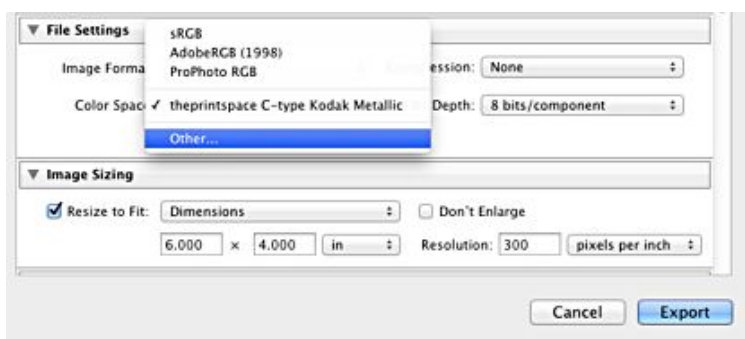 ▼ File Settings
sRGB
AdobeRGB (1998)
ProPhoto RGB
Image Forma
ession: None
Color Spac ✓ theprintspace C-type Kodak Metallic
Depth: 8 bits/component
Other...
▼ Image Sizing
Resize to Fit: Dimensions
Don't Enlarge
6.000 × 4.000 in
Resolution: 300 pixels per inch
Cancel Export